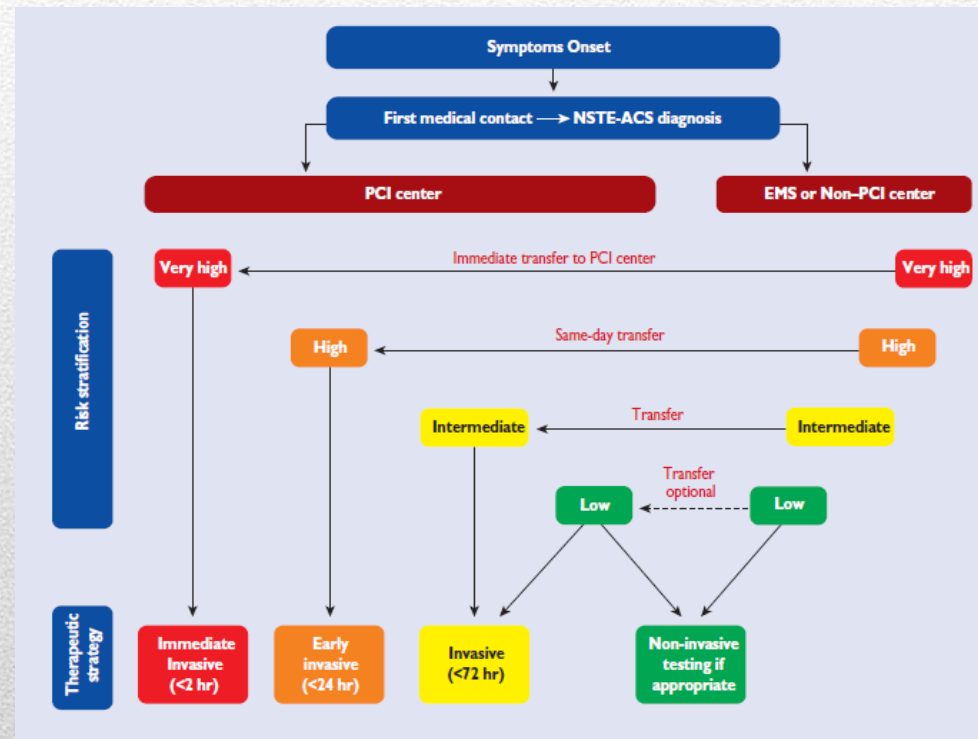 Symptoms Onset
First medical contact → NSTE-ACS diagnosis
PCI center
EMS or Non–PCI center
Risk stratification
Very high
Immediate transfer to PCI center
Very high
High
Same-day transfer
High
Intermediate
Transfer
Intermediate
Low
Transfer
optional
Low
Therapeutic
strategy
Immediate
Invasive
(<2 hr)
Early
invasive
(<24 hr)
Invasive
(<72 hr)
Non-invasive
testing if
appropriate